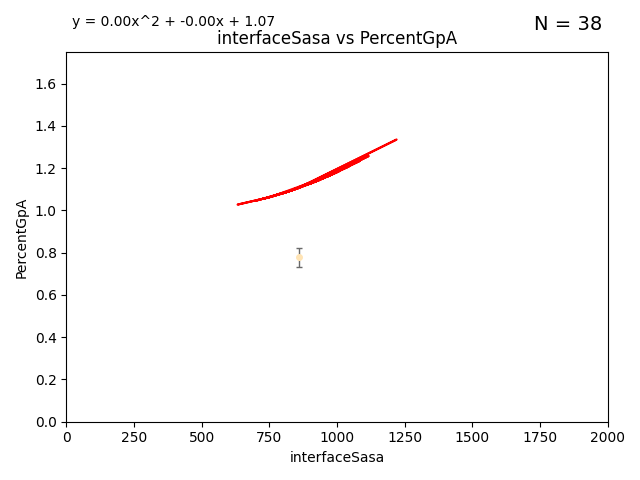 y = 0.00x^2 + -0.00x + 1.07
N = 38
interfaceSasa vs PercentGpA
PercentGpA
1.6
1.4
1.2
1.0
0.8
0.6
0.4
0.2
0.0
0 250 500 750 1000 1250 1500 1750 2000
interfaceSasa